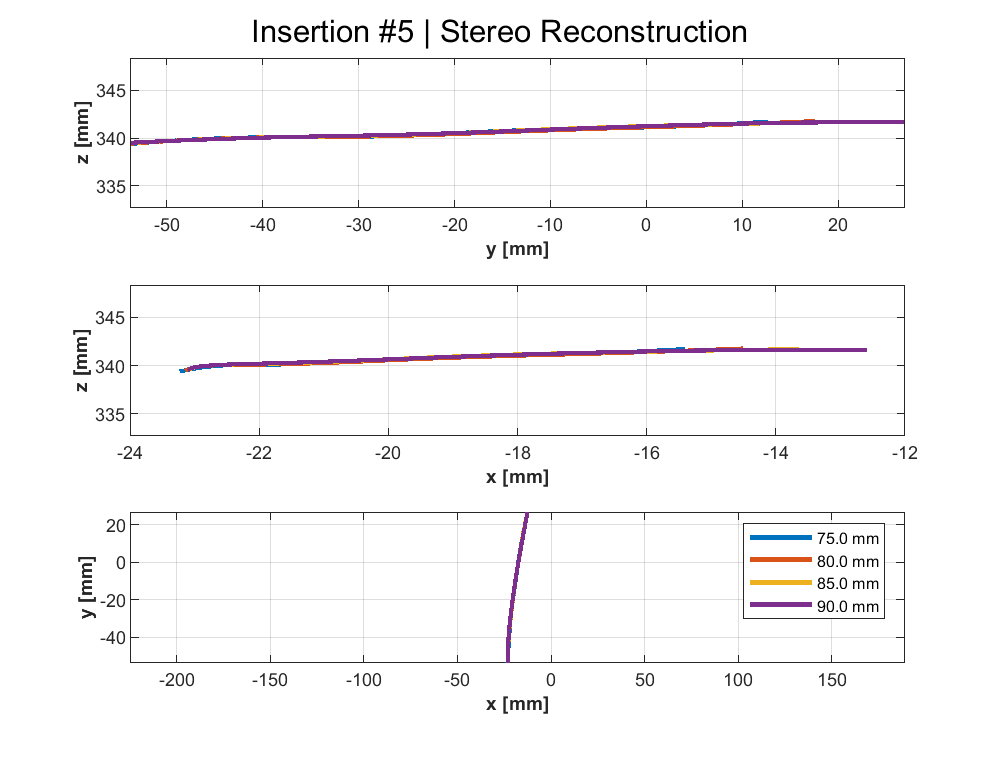 Insertion #5 | Stereo Reconstruction
345
340
335
z [mm]
-50 -40 -30 -20 -10 0 10 20
y [mm]
345
340
335
z [mm]
-24 -22 -20 -18 -16 -14 -12
x [mm]
20
0
-20
-40
y [mm]
75.0 mm
80.0 mm
85.0 mm
90.0 mm
-200 -150 -100 -50 0 50 100 150
x [mm]